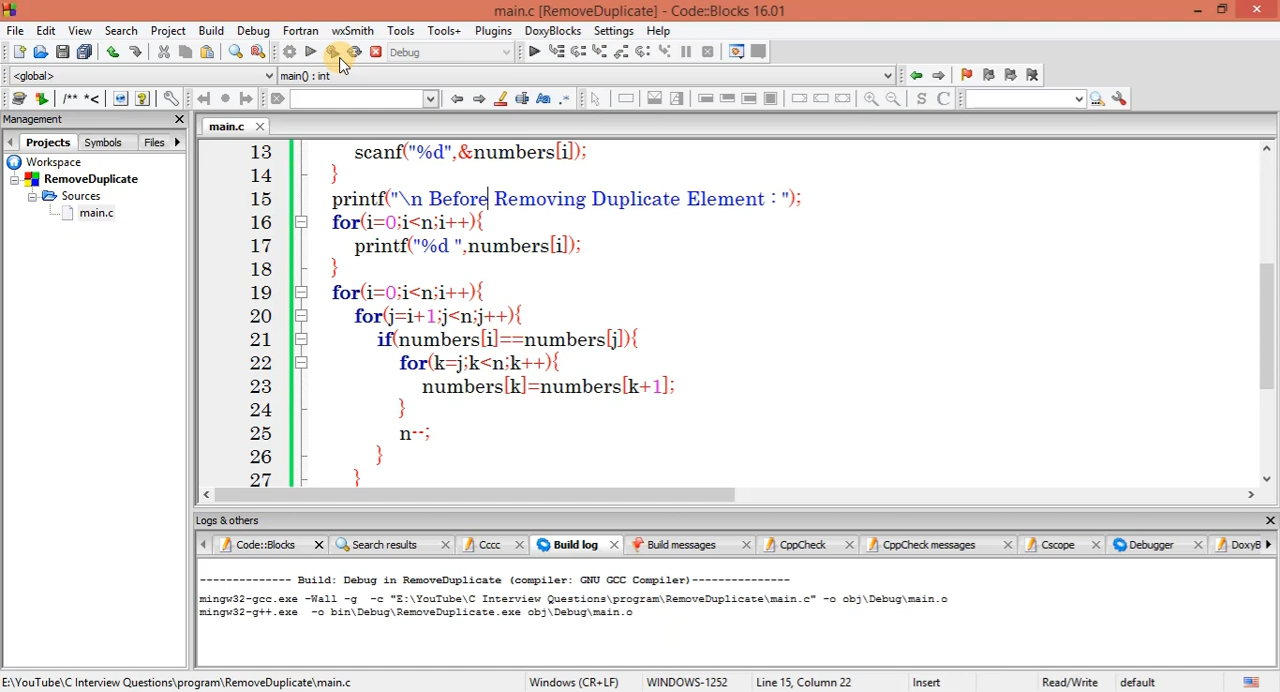 main.c [RemoveDuplicate] - Code::Blocks 16.01
File Edit View Search Project Build Debug Fortran wxSmith Tools Tools+ Plugins DoxyBlocks Settings Help
Debug
<global> main() : int
/** *< S C
Management
main.c
Projects Symbols Files
Workspace
RemoveDuplicate
Sources
main.c
13 scanf("%d",&numbers[i]);
14 }
15 printf("\n Before Removing Duplicate Element : ");
16 for(i=0;i<n;i++){
17 printf("%d ",numbers[i]);
18 }
19 for(i=0;i<n;i++){
20 for(j=i+1;j<n;j++){
21 if(numbers[i]==numbers[j]){
22 for(k=j;k<n;k++){
23 numbers[k]=numbers[k+1];
24 }
25 n--;
26 }
27 }
Logs & others
Code::Blocks Search results Cccc Build log Build messages CppCheck CppCheck messages Cscope Debugger DoxyB
-------------- Build: Debug in RemoveDuplicate (compiler: GNU GCC Compiler)---------------
mingw32-gcc.exe -Wall -g -c "E:\YouTube\C Interview Questions\program\RemoveDuplicate\main.c" -o obj\Debug\main.o
mingw32-g++.exe -o bin\Debug\RemoveDuplicate.exe obj\Debug\main.o
E:\YouTube\C Interview Questions\program\RemoveDuplicate\main.c Windows (CR+LF) WINDOWS-1252 Line 15, Column 22 Insert Read/Write default